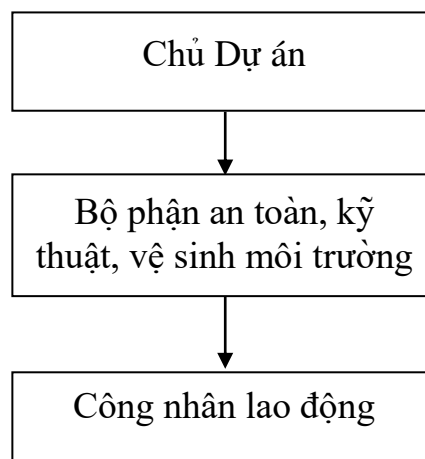 Chủ Dự án
Bộ phận an toàn, kỹ
thuật, vệ sinh môi trường
Công nhân lao động